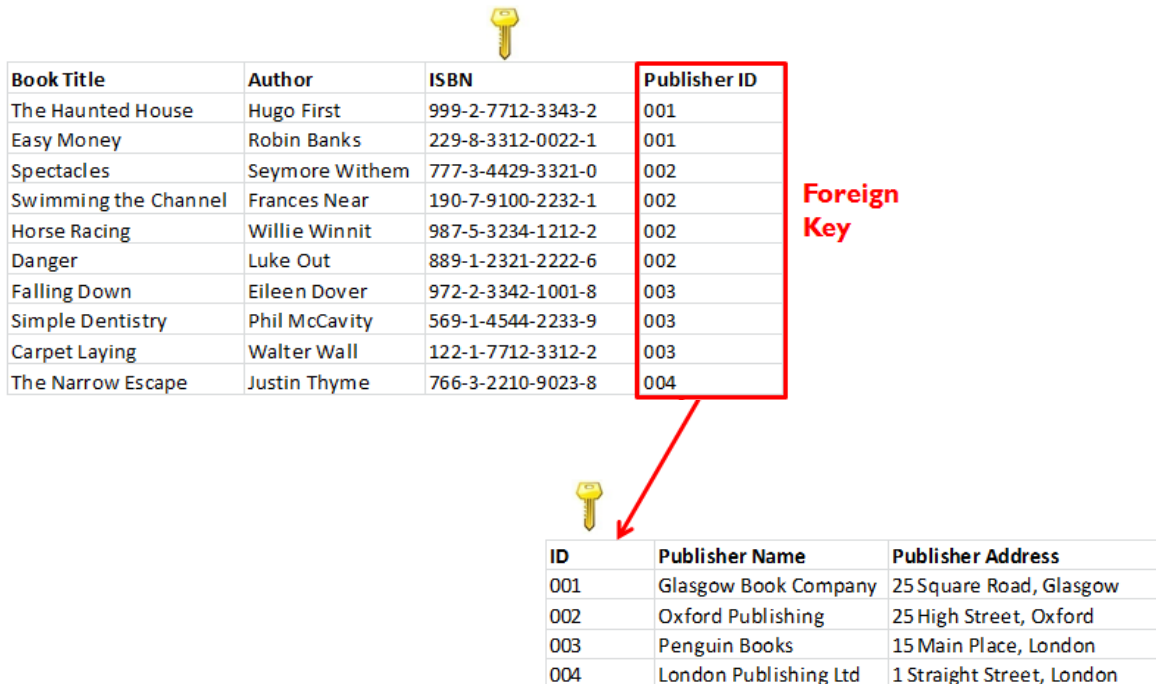 Book Title Author ISBN Publisher ID
The Haunted House Hugo First 999-2-7712-3343-2 001
Easy Money Robin Banks 229-8-3312-0022-1 001
Spectacles Seymore Withem 777-3-4429-3321-0 002
Swimming the Channel Frances Near 190-7-9100-2232-1 002
Horse Racing Willie Winnit 987-5-3234-1212-2 002
Danger Luke Out 889-1-2321-2222-6 002
Falling Down Eileen Dover 972-2-3342-1001-8 003
Simple Dentistry Phil McCavity 569-1-4544-2233-9 003
Carpet Laying Walter Wall 122-1-7712-3312-2 003
The Narrow Escape Justin Thyme 766-3-2210-9023-8 004
Foreign
Key
ID Publisher Name Publisher Address
001 Glasgow Book Company 25 Square Road, Glasgow
002 Oxford Publishing 25 High Street, Oxford
003 Penguin Books 15 Main Place, London
004 London Publishing Ltd 1 Straight Street, London